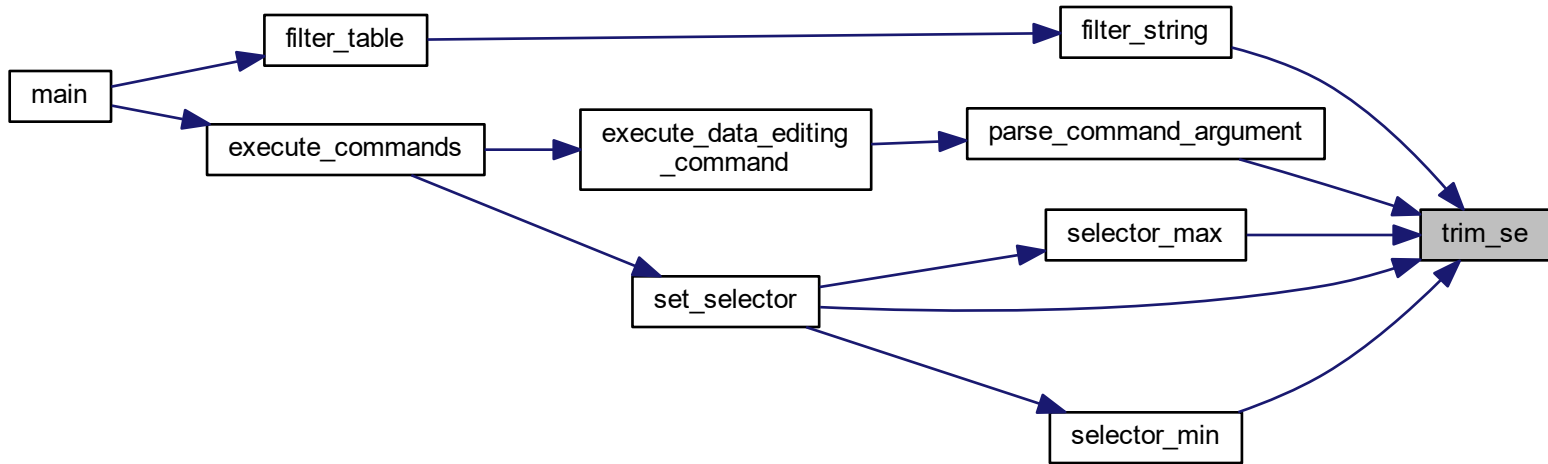 main
filter_table
filter_string
execute_commands
execute_data_editing
_command
parse_command_argument
trim_se
selector_max
set_selector
selector_min